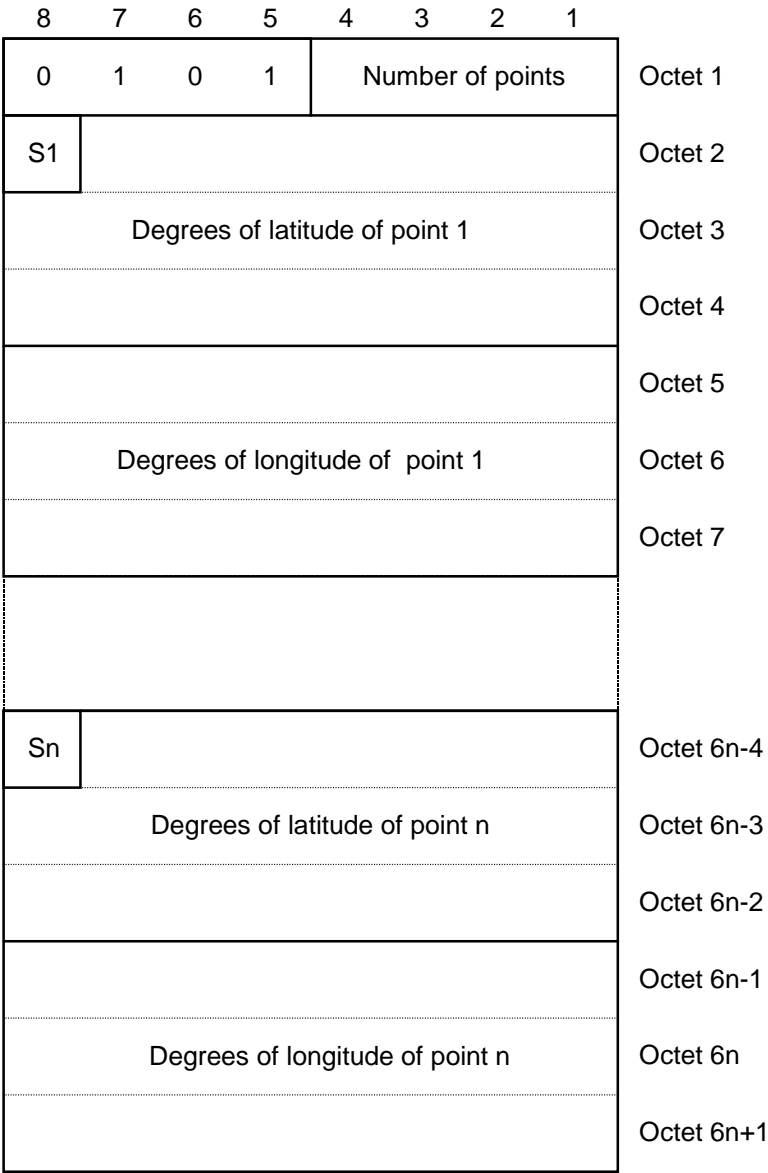 8 7 6 5 4 3 2 1
0 1 0 1 Number of points Octet 1
S1 Octet 2
Degrees of latitude of point 1 Octet 3
Octet 4
Octet 5
Degrees of longitude of point 1 Octet 6
Octet 7
Sn Octet 6n-4
Degrees of latitude of point n Octet 6n-3
Octet 6n-2
Octet 6n-1
Degrees of longitude of point n Octet 6n
Octet 6n+1